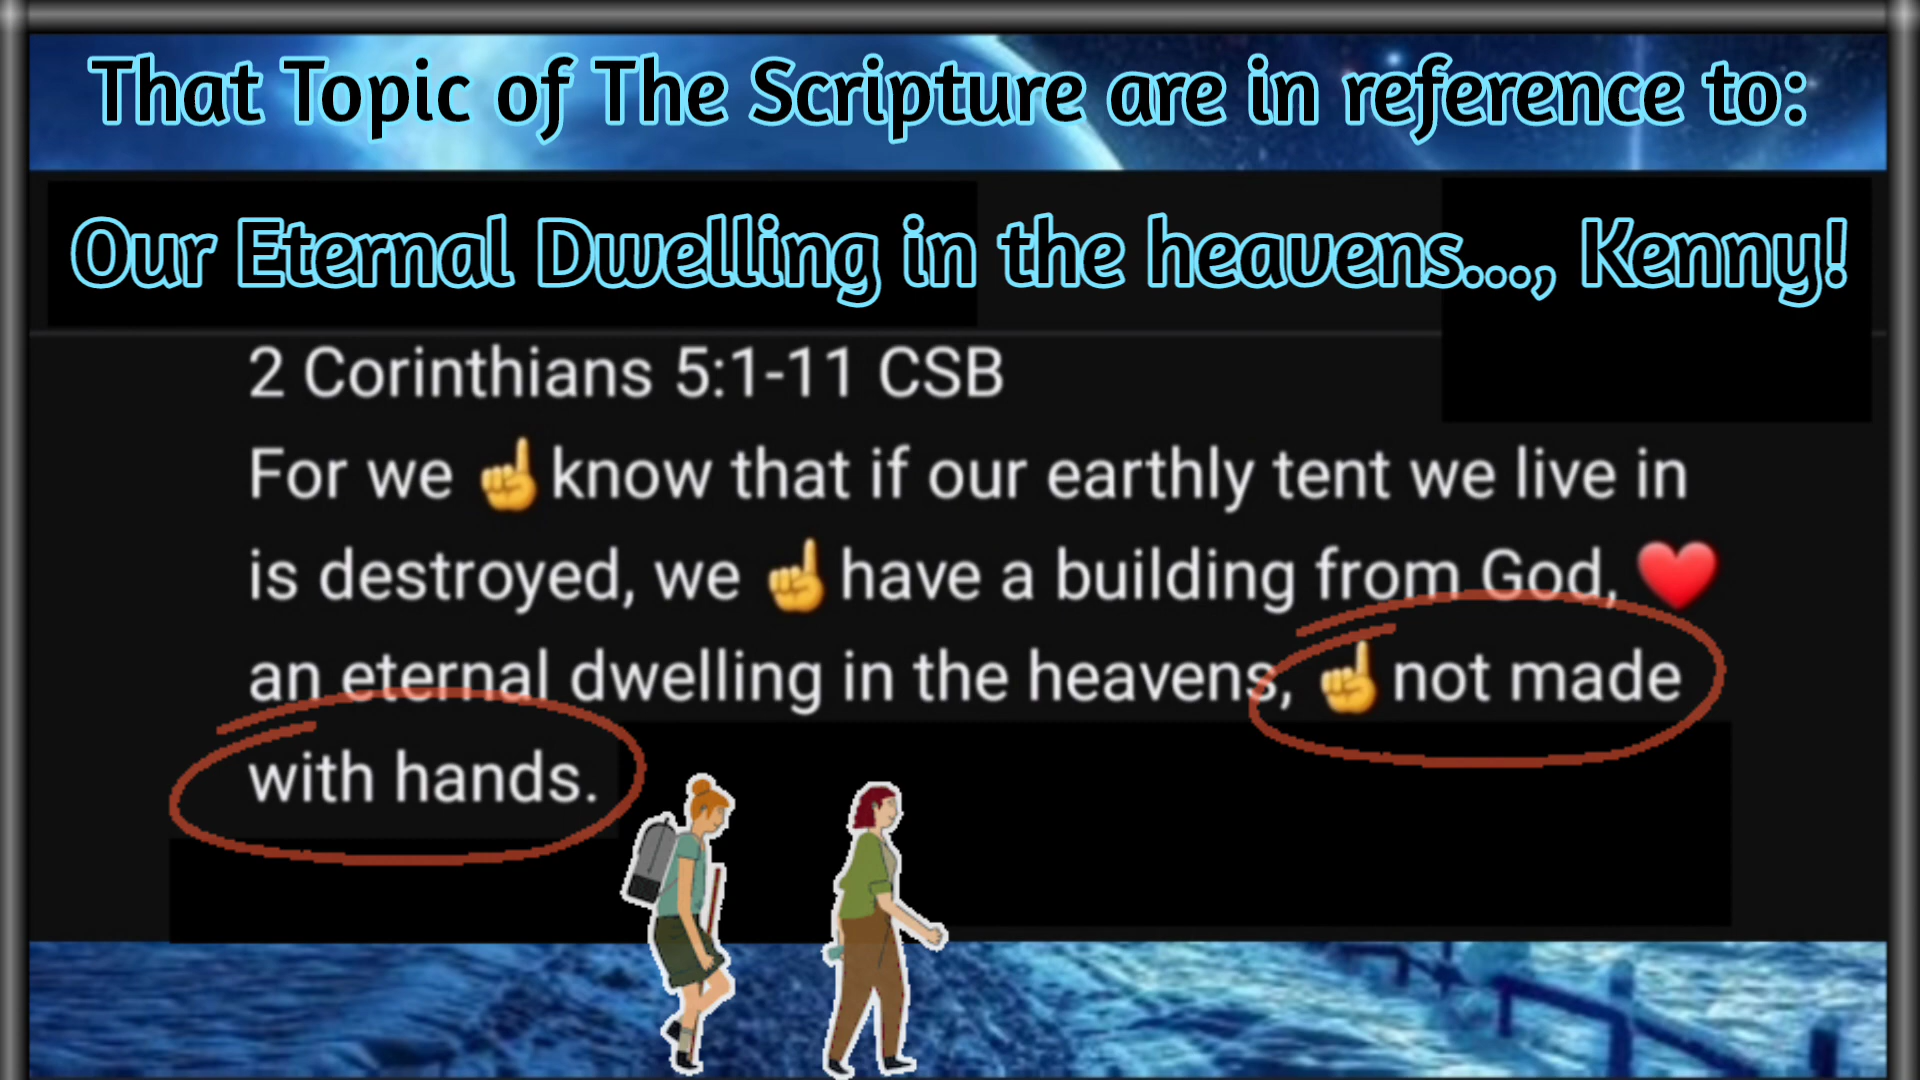 That Topic of The Scripture are in reference to:
Our Eternal Dwelling in the heavens..., Kenny!
2 Corinthians 5:1-11 CSB
For we ☝know that if our earthly tent we live in
is destroyed, we ☝have a building from God, ❤
an eternal dwelling in the heavens, ☝not made
with hands.